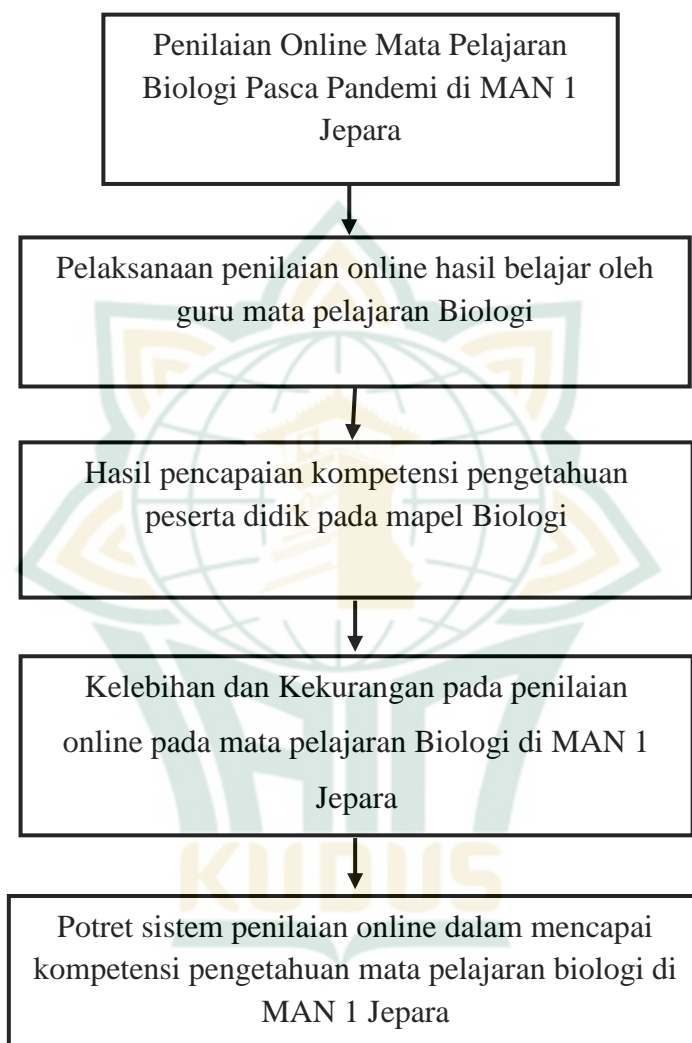 Penilaian Online Mata Pelajaran
Biologi Pasca Pandemi di MAN 1
Jepara
Pelaksanaan penilaian online hasil belajar oleh
guru mata pelajaran Biologi
Hasil pencapaian kompetensi pengetahuan
peserta didik pada mapel Biologi
Kelebihan dan Kekurangan pada penilaian
online pada mata pelajaran Biologi di MAN 1
Jepara
KUDUS
Potret sistem penilaian online dalam mencapai
kompetensi pengetahuan mata pelajaran biologi di
MAN 1 Jepara